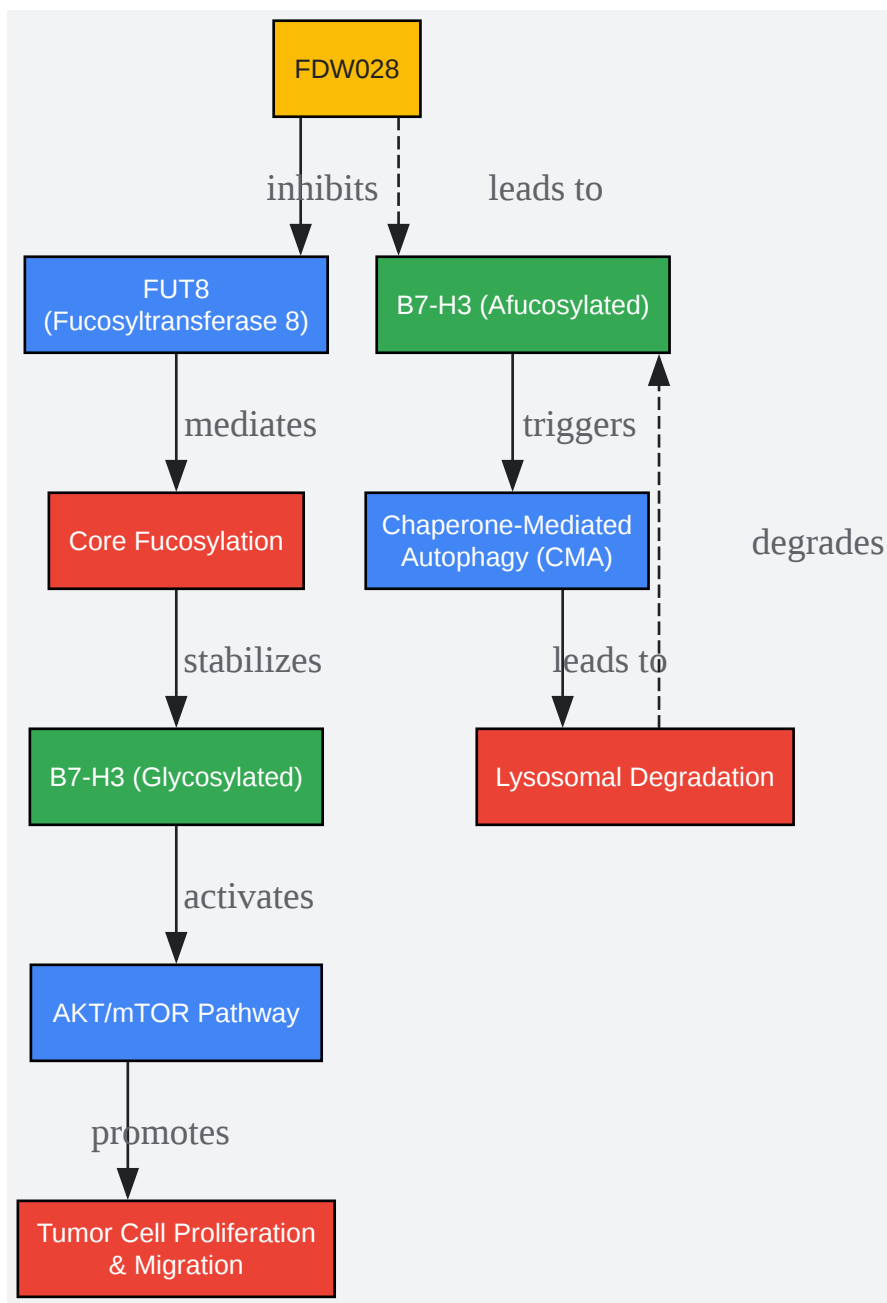 FDW028
inhibits
leads to
FUT8
(Fucosyltransferase 8)
B7-H3 (Afucosylated)
mediates
triggers
Core Fucosylation
Chaperone-Mediated
Autophagy (CMA)
degrades
stabilizes
leads to
B7-H3 (Glycosylated)
Lysosomal Degradation
activates
AKT/mTOR Pathway
promotes
Tumor Cell Proliferation
& Migration